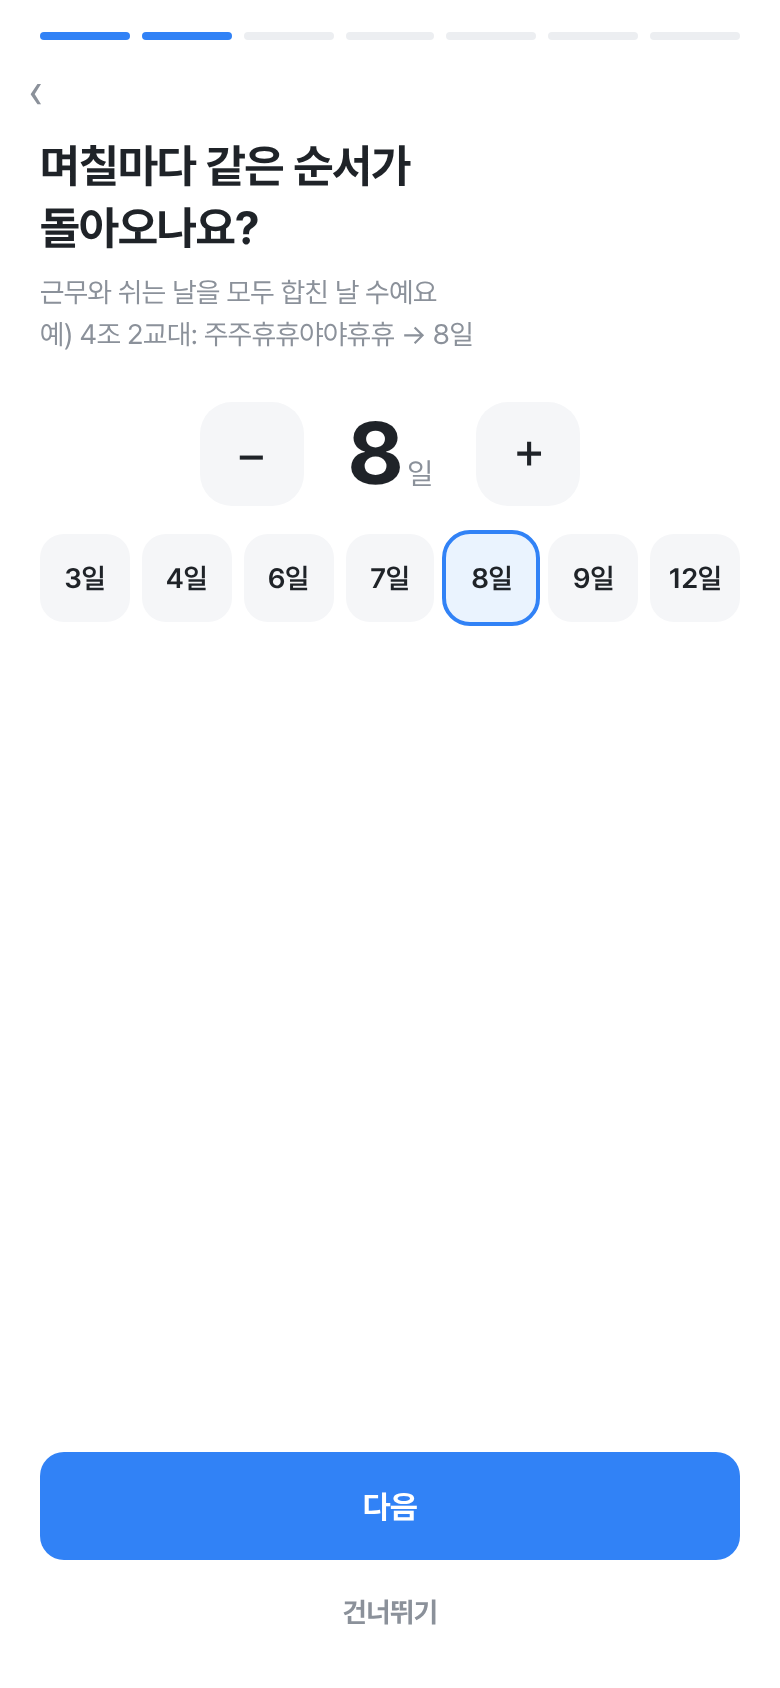 며칠마다 같은 순서가
돌아오나요?
근무와 쉬는 날을 모두 합친 날 수예요
예) 4조 2교대: 주주휴휴야야휴휴 → 8일
− 8일 +
3일 4일 6일 7일 8일 9일 12일
다음
건너뛰기